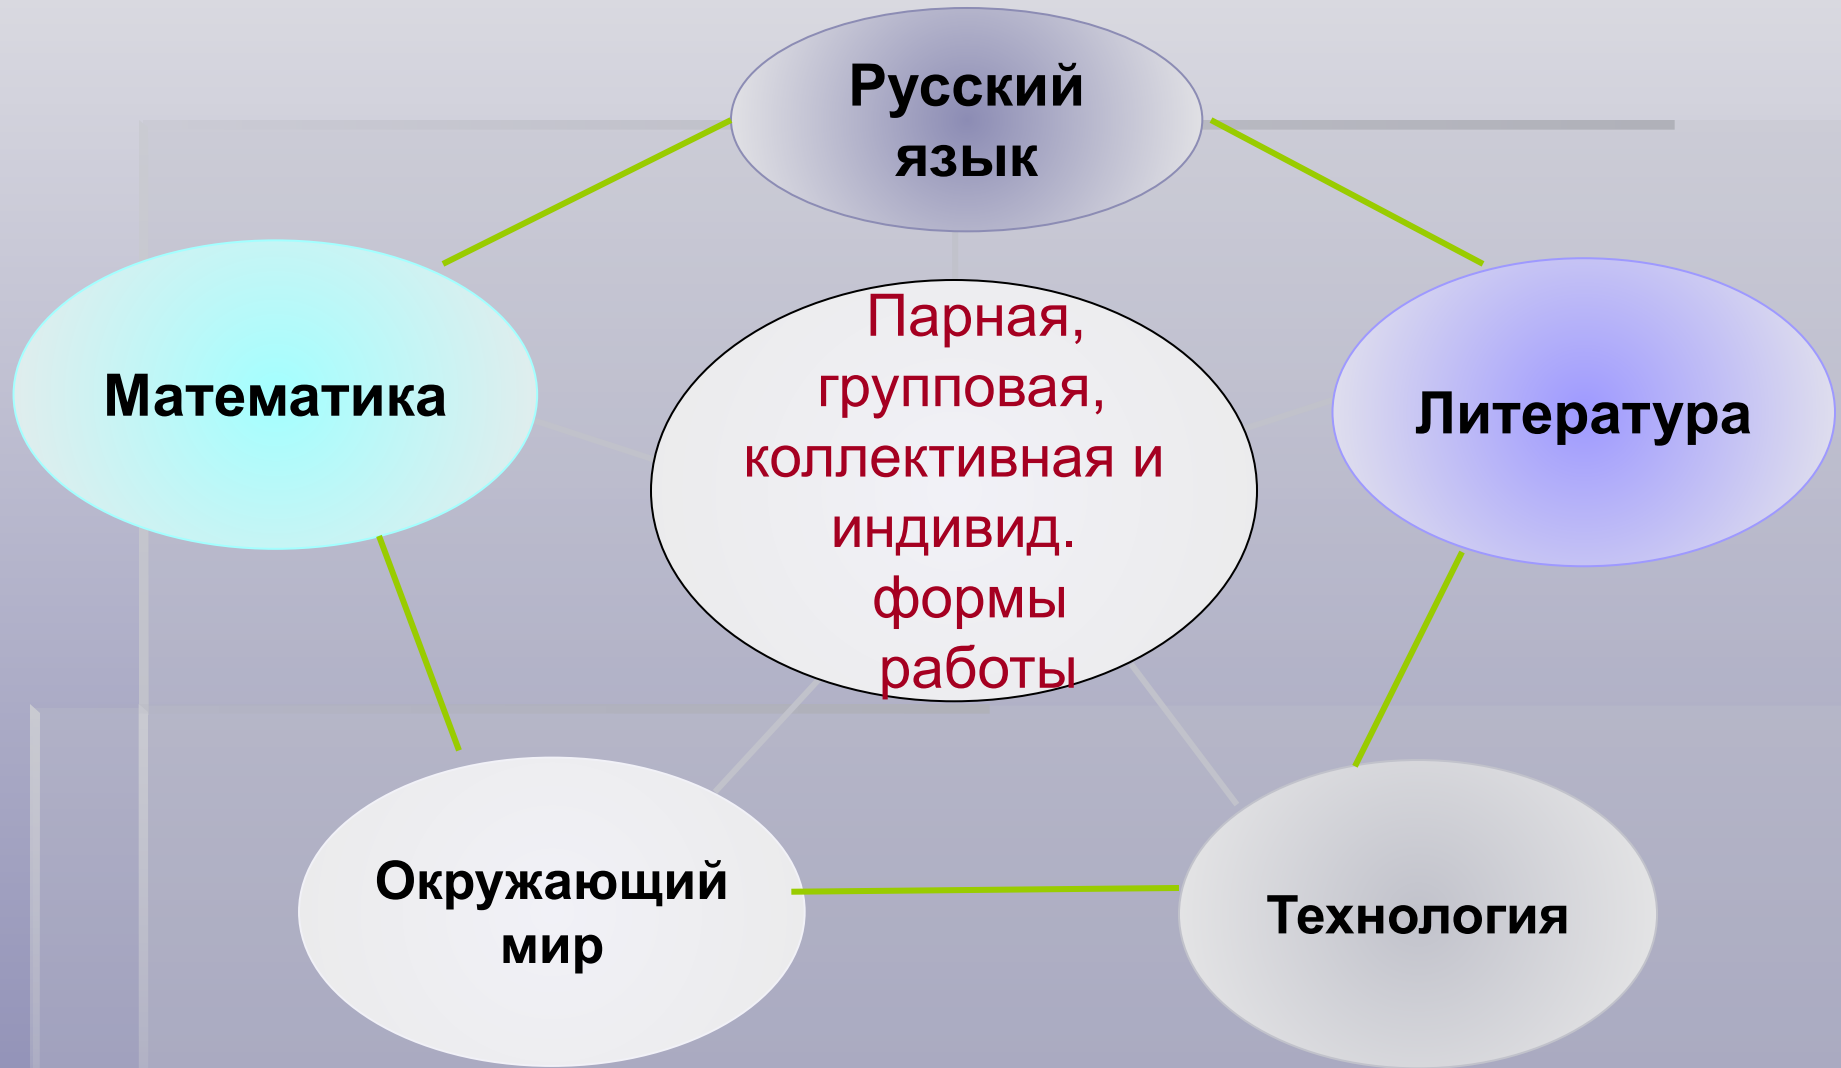 Русский
язык
Математика
Парная,
групповая,
коллективная и
индивид.
формы
работы
Литература
Окружающий
мир
Технология